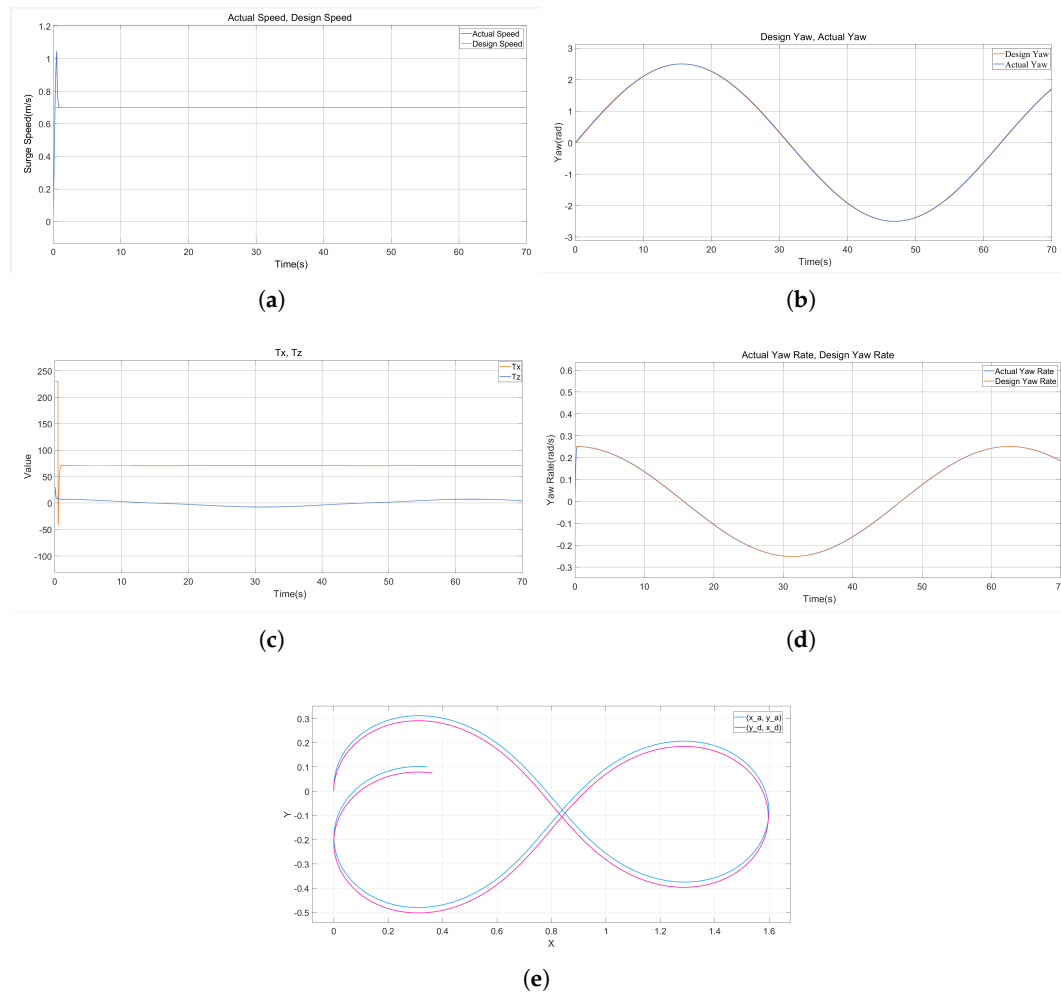 Actual Speed, Design Speed
Actual Speed
Design Speed
1.2
1
0.8
0.6
0.4
0.2
0
Surge Speed(m/s)
0 10 20 30 40 50 60 70
Time(s)
(a)
Design Yaw, Actual Yaw
Design Yaw
Actual Yaw
3
2
1
0
-1
-2
-3
Yaw(rad)
0 10 20 30 40 50 60 70
Time(s)
(b)
Tx, Tz
Tx
Tz
250
200
150
100
50
0
-50
-100
Value
0 10 20 30 40 50 60 70
Time(s)
(c)
Actual Yaw Rate, Design Yaw Rate
Actual Yaw Rate
Design Yaw Rate
0.6
0.5
0.4
0.3
0.2
0.1
0
-0.1
-0.2
-0.3
Yaw Rate(rad/s)
0 10 20 30 40 50 60 70
Time(s)
(d)
(x_a, y_a)
(y_d, x_d)
0.3
0.2
0.1
0
-0.1
-0.2
-0.3
-0.4
-0.5
Y
0 0.2 0.4 0.6 0.8 1.0 1.2 1.4 1.6
X
(e)